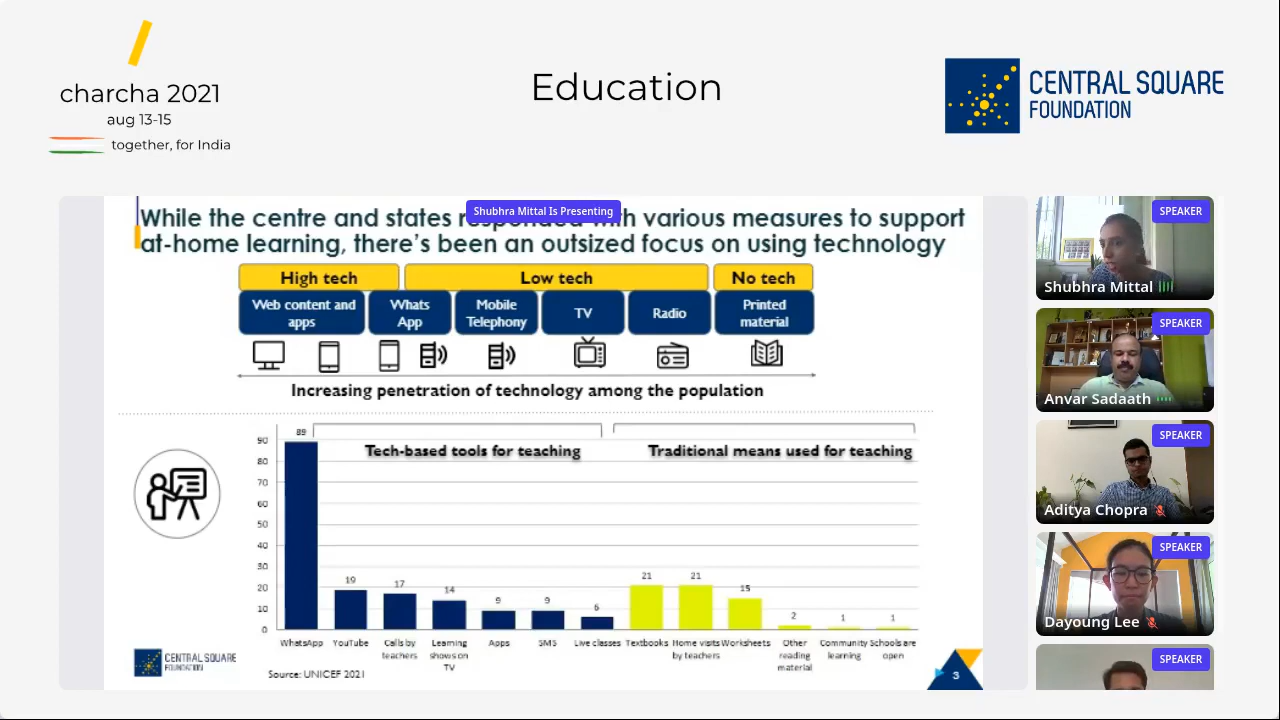 charcha 2021
aug 13-15
together, for India
Education
CENTRAL SQUARE
FOUNDATION
While the centre and states responded with various measures to support
at-home learning, there's been an outsized focus on using technology
Shubhra Mittal Is Presenting
High tech
Low tech
No tech
Web content and
apps
Whats
App
Mobile
Telephony
TV
Radio
Printed
material
Increasing penetration of technology among the population
Tech-based tools for teaching
Traditional means used for teaching
90
80
70
60
50
40
30
20
10
0
89
19
17
14
9
9
6
21
21
15
2
1
1
WhatsApp
YouTube
Calls by
teachers
Learning
shows on
TV
Apps
SMS
Live classes
Textbooks
Home visits
by teachers
Worksheets
Other
reading
material
Community
learning
Schools are
open
CENTRAL SQUARE
FOUNDATION
Source: UNICEF 2021
3
SPEAKER
Shubhra Mittal
SPEAKER
Anvar Sadaath
SPEAKER
Aditya Chopra
SPEAKER
Dayoung Lee
SPEAKER